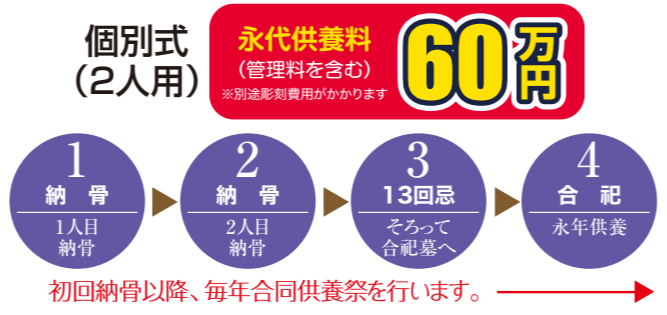 個別式
（2人用）
永代供養料
（管理料を含む）
※別途彫刻費用がかかります
60万円
1
納 骨
1人目
納骨
2
納 骨
2人目
納骨
3
13回忌
そろって
合祀墓へ
4
合 祀
永年供養
初回納骨以降、毎年合同供養祭を行います。